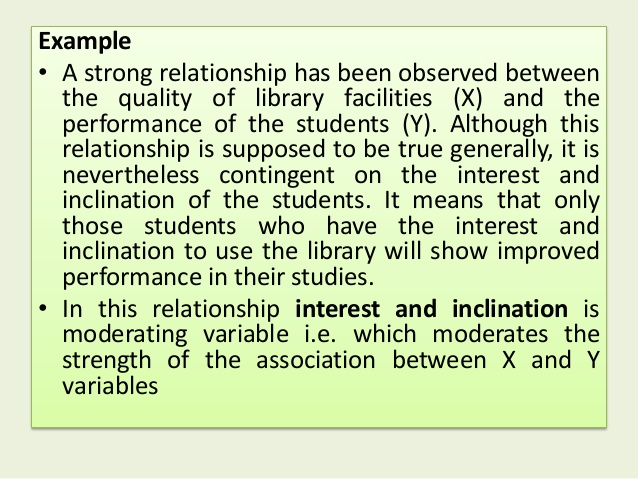 Example
• A strong relationship has been observed between
the quality of library facilities (X) and the
performance of the students (Y). Although this
relationship is supposed to be true generally, it is
nevertheless contingent on the interest and
inclination of the students. It means that only
those students who have the interest and
inclination to use the library will show improved
performance in their studies.
• In this relationship interest and inclination is
moderating variable i.e. which moderates the
strength of the association between X and Y
variables